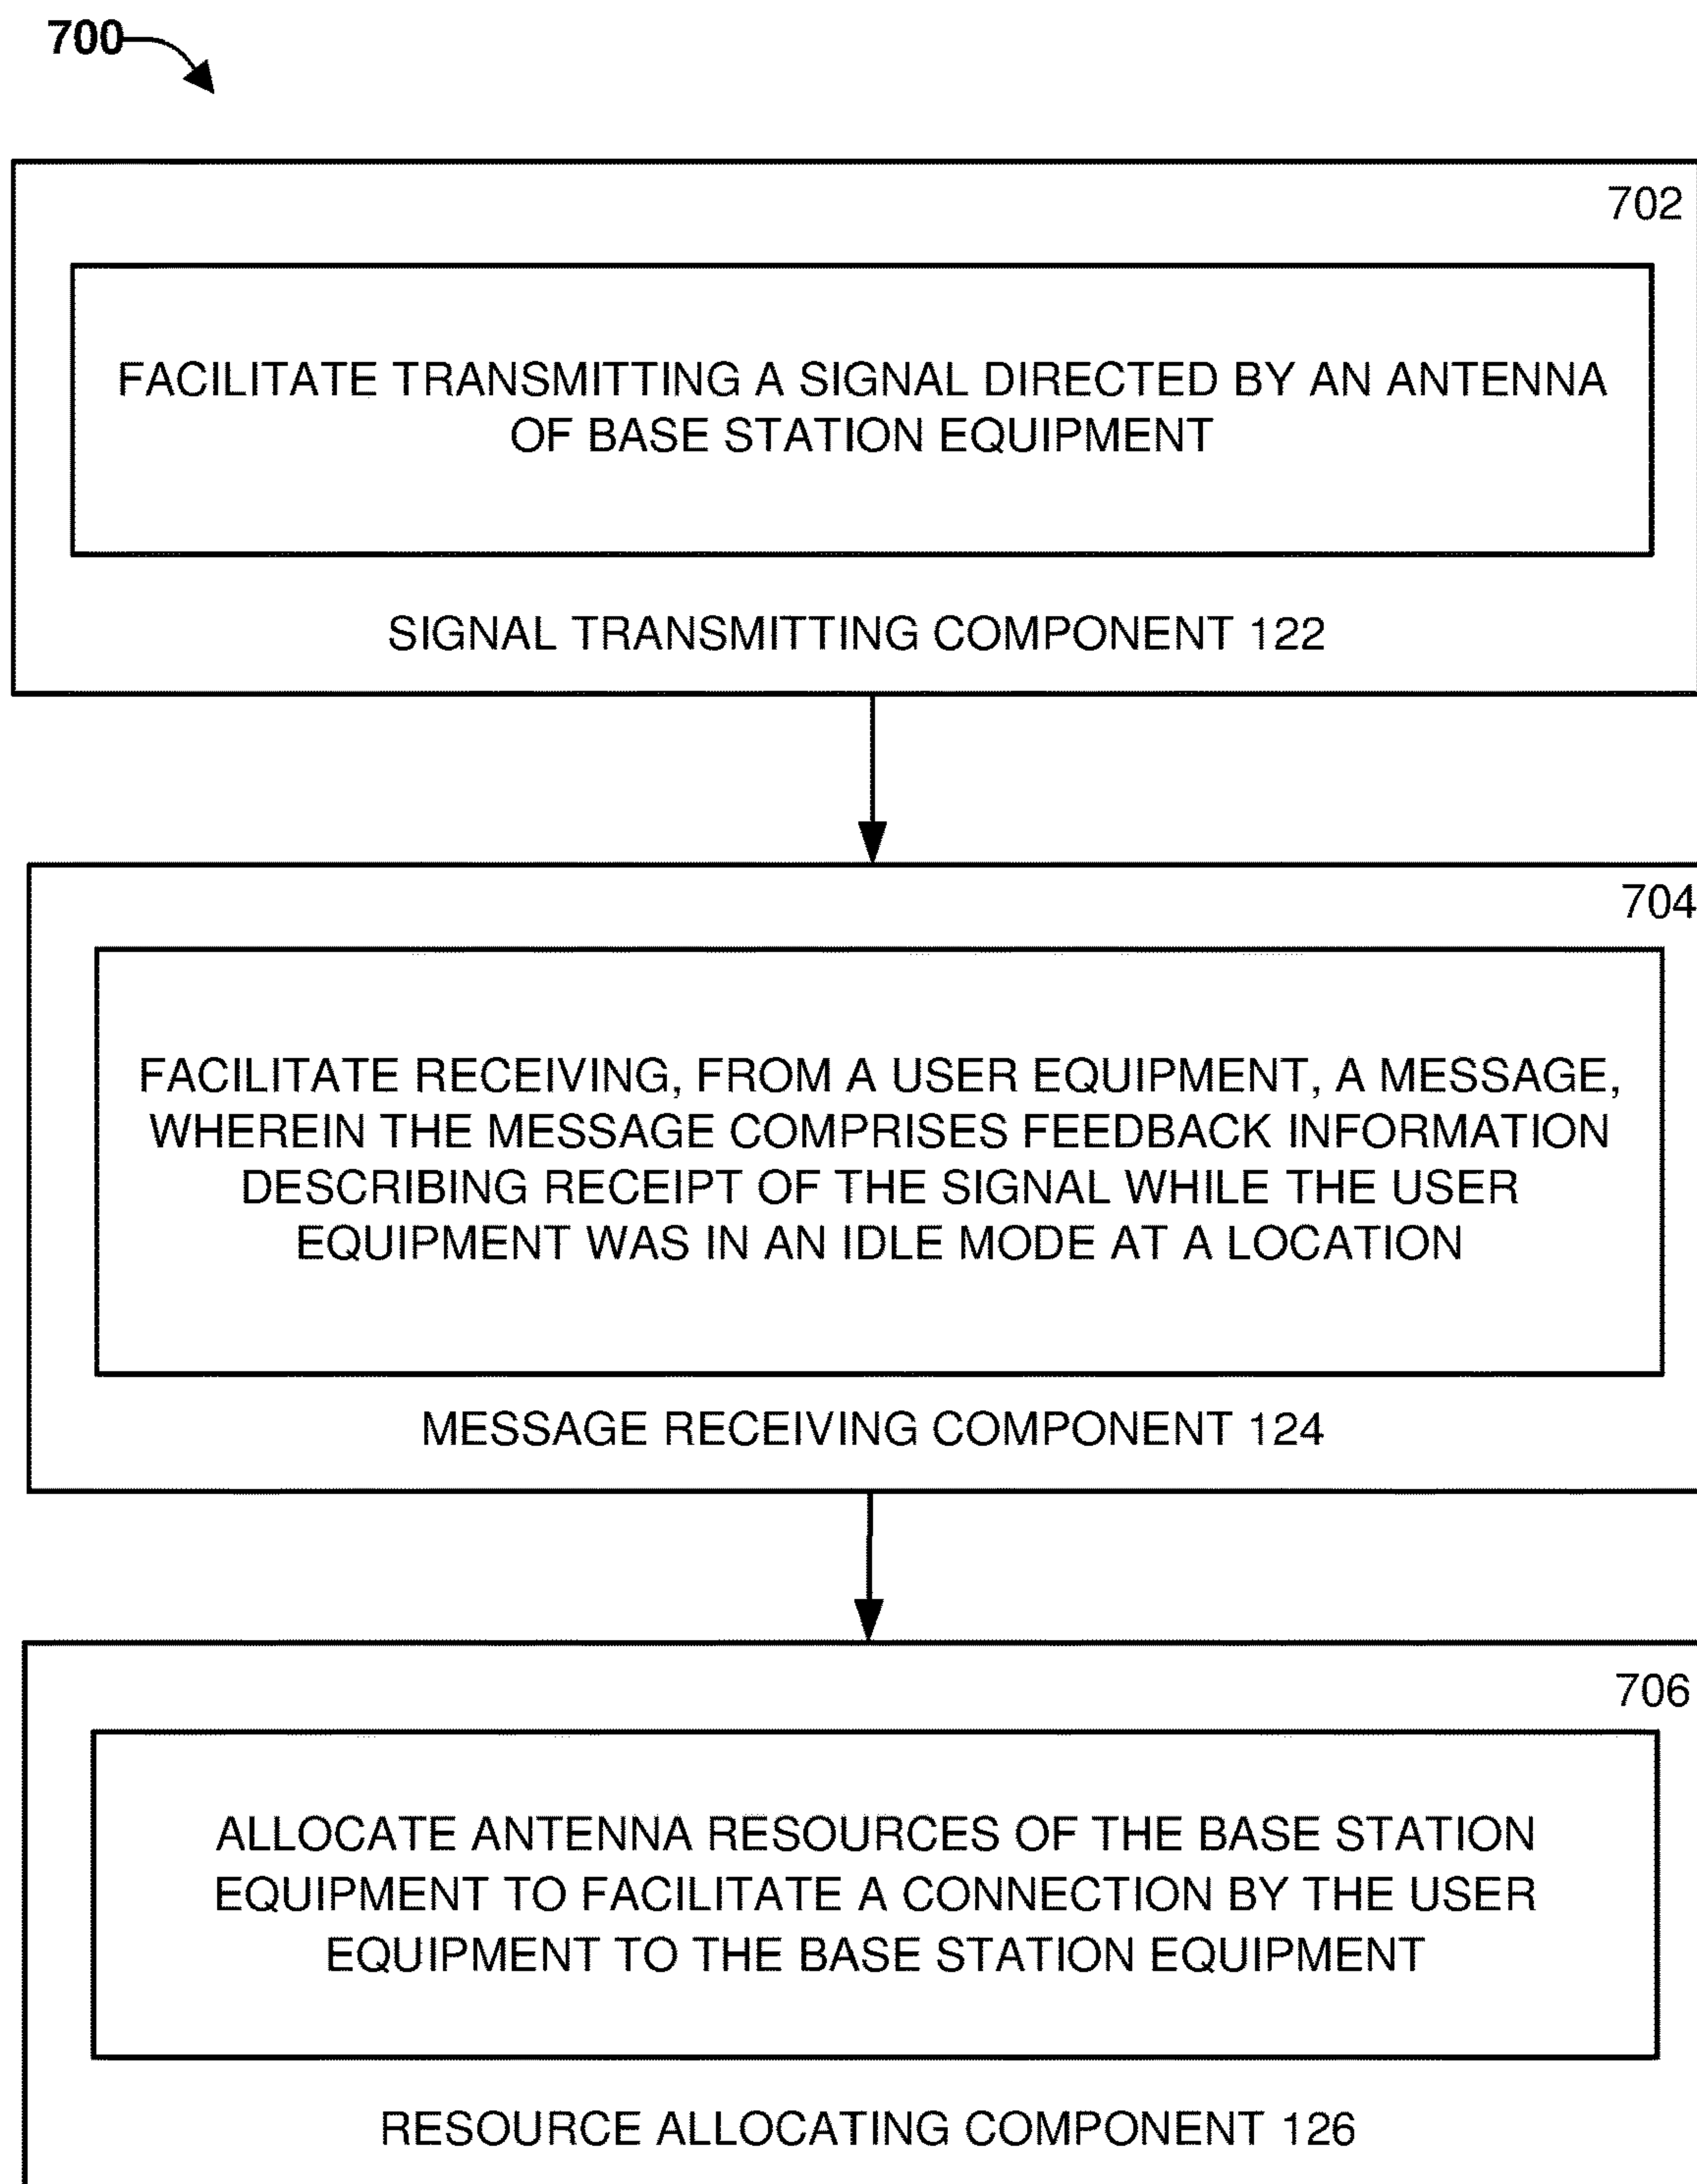 700
702
FACILITATE TRANSMITTING A SIGNAL DIRECTED BY AN ANTENNA
OF BASE STATION EQUIPMENT
SIGNAL TRANSMITTING COMPONENT 122
704
FACILITATE RECEIVING, FROM A USER EQUIPMENT, A MESSAGE,
WHEREIN THE MESSAGE COMPRISES FEEDBACK INFORMATION
DESCRIBING RECEIPT OF THE SIGNAL WHILE THE USER
EQUIPMENT WAS IN AN IDLE MODE AT A LOCATION
MESSAGE RECEIVING COMPONENT 124
706
ALLOCATE ANTENNA RESOURCES OF THE BASE STATION
EQUIPMENT TO FACILITATE A CONNECTION BY THE USER
EQUIPMENT TO THE BASE STATION EQUIPMENT
RESOURCE ALLOCATING COMPONENT 126